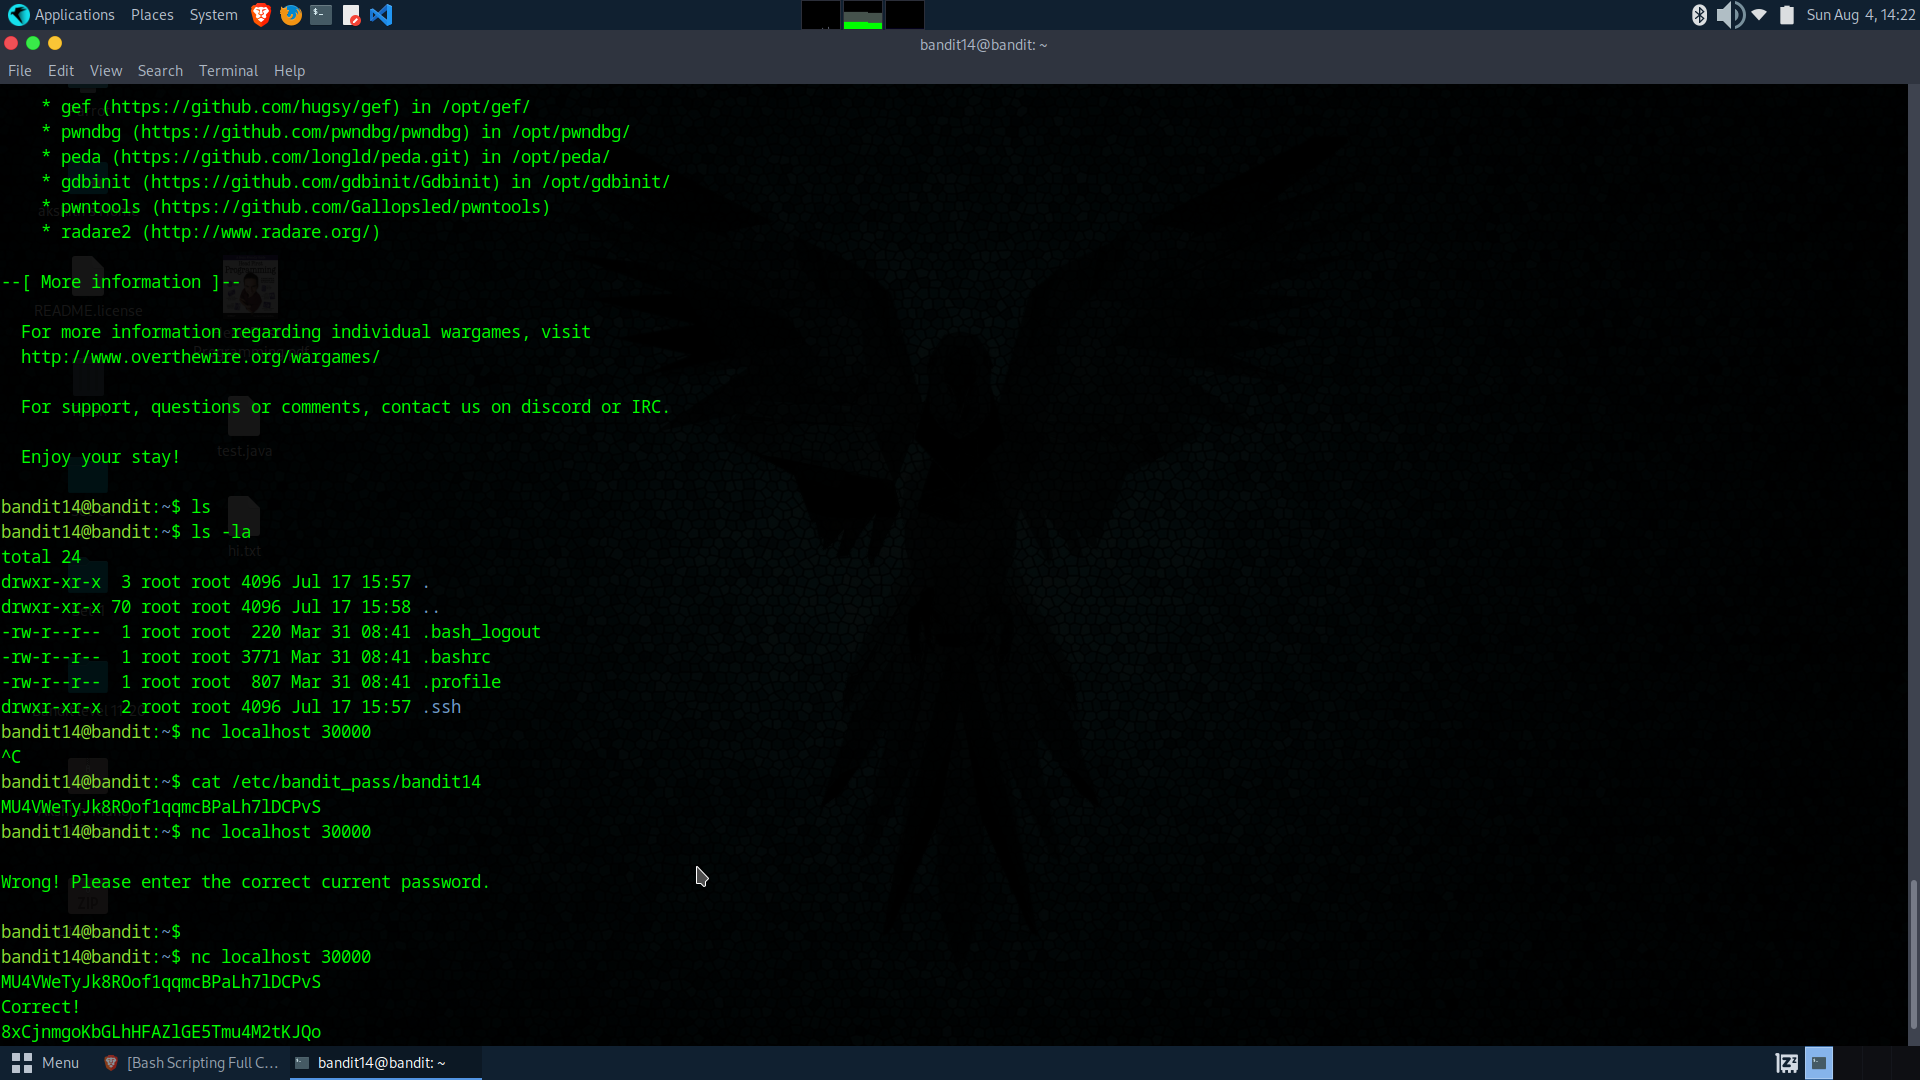 Applications Places System Sun Aug 4, 14:22
bandit14@bandit: ~
File Edit View Search Terminal Help
* gef (https://github.com/hugsy/gef) in /opt/gef/
* pwndbg (https://github.com/pwndbg/pwndbg) in /opt/pwndbg/
* peda (https://github.com/longld/peda.git) in /opt/peda/
* gdbinit (https://github.com/gdbinit/Gdbinit) in /opt/gdbinit/
* pwntools (https://github.com/Gallopsled/pwntools)
* radare2 (http://www.radare.org/)
--[ More information ]--
README.license
For more information regarding individual wargames, visit
http://www.overthewire.org/wargames/
For support, questions or comments, contact us on discord or IRC.
test.java
Enjoy your stay!
bandit14@bandit:~$ ls
bandit14@bandit:~$ ls -la
hi.txt
total 24
drwxr-xr-x 3 root root 4096 Jul 17 15:57 .
drwxr-xr-x 70 root root 4096 Jul 17 15:58 ..
-rw-r--r-- 1 root root 220 Mar 31 08:41 .bash_logout
-rw-r--r-- 1 root root 3771 Mar 31 08:41 .bashrc
-rw-r--r-- 1 root root 807 Mar 31 08:41 .profile
drwxr-xr-x 2 root root 4096 Jul 17 15:57 .ssh
bandit14@bandit:~$ nc localhost 30000
^C
bandit14@bandit:~$ cat /etc/bandit_pass/bandit14
MU4VWeTyJk8ROof1qqmcBPaLh7lDCPvS
bandit14@bandit:~$ nc localhost 30000
Wrong! Please enter the correct current password.
ZIP
bandit14@bandit:~$
bandit14@bandit:~$ nc localhost 30000
MU4VWeTyJk8ROof1qqmcBPaLh7lDCPvS
Correct!
8xCjnmgoKbGLhHFAZlGE5Tmu4M2tKJQo
Menu [Bash Scripting Full C... bandit14@bandit: ~